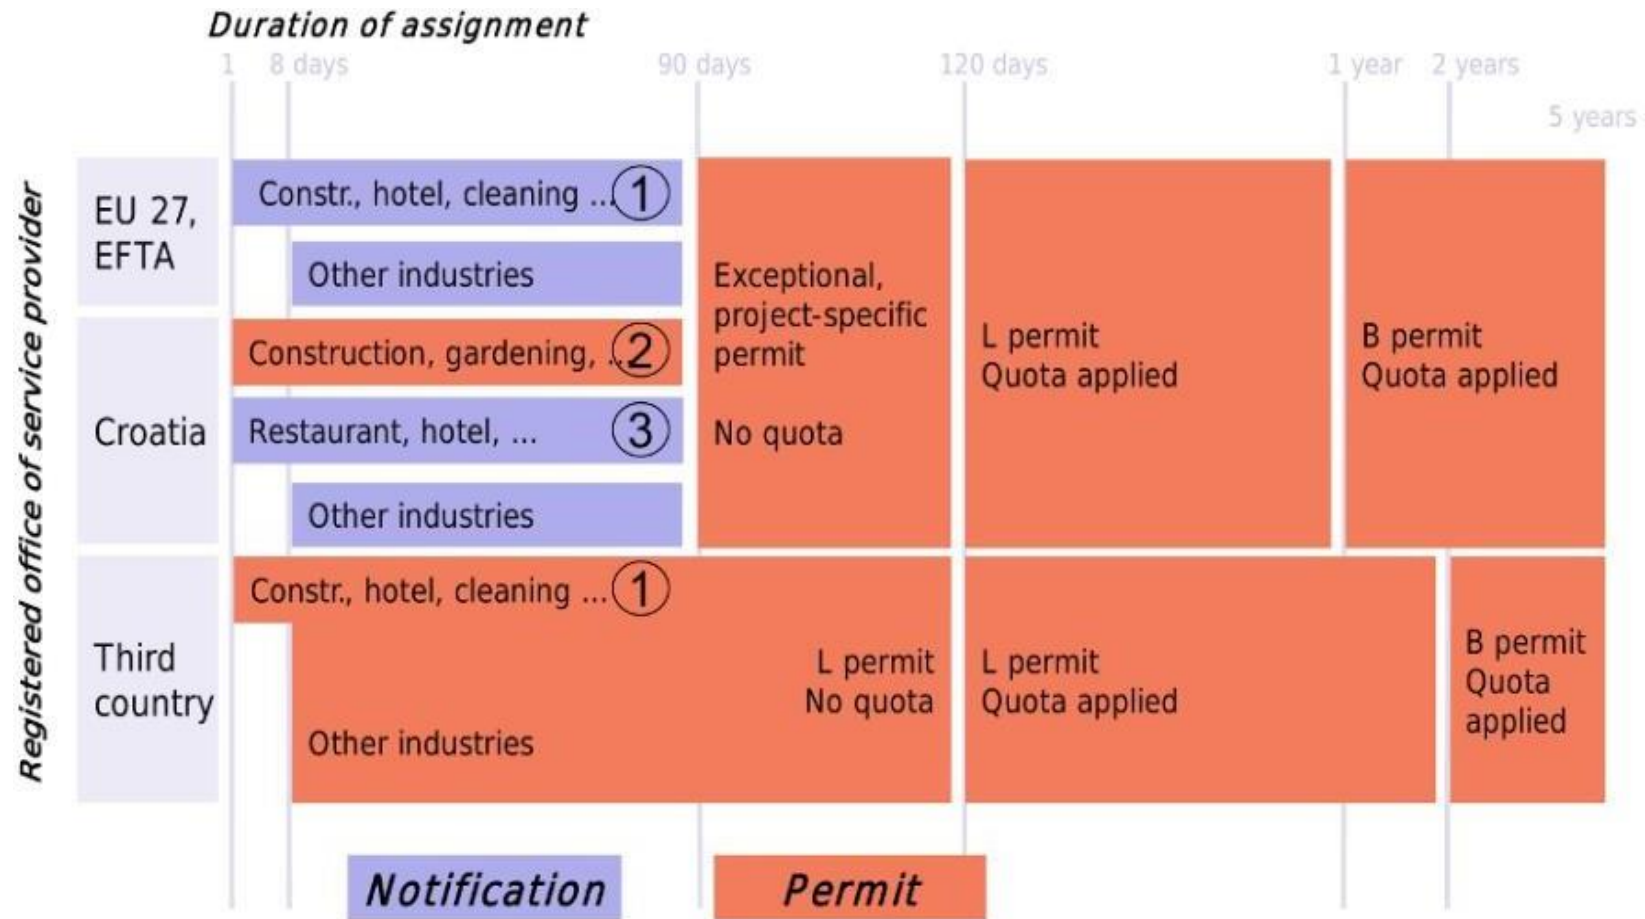 Duration of assignment
1 8 days 90 days 120 days 1 year 2 years
5 years
Registered office of service provider
EU 27,
EFTA
Constr., hotel, cleaning ... 1
Other industries
Croatia
Construction, gardening, ... 2
Restaurant, hotel, ... 3
Other industries
Exceptional,
project-specific
permit
No quota
L permit
Quota applied
B permit
Quota applied
Third
country
Constr., hotel, cleaning ... 1
Other industries
L permit
No quota
L permit
Quota applied
B permit
Quota
applied
Notification
Permit